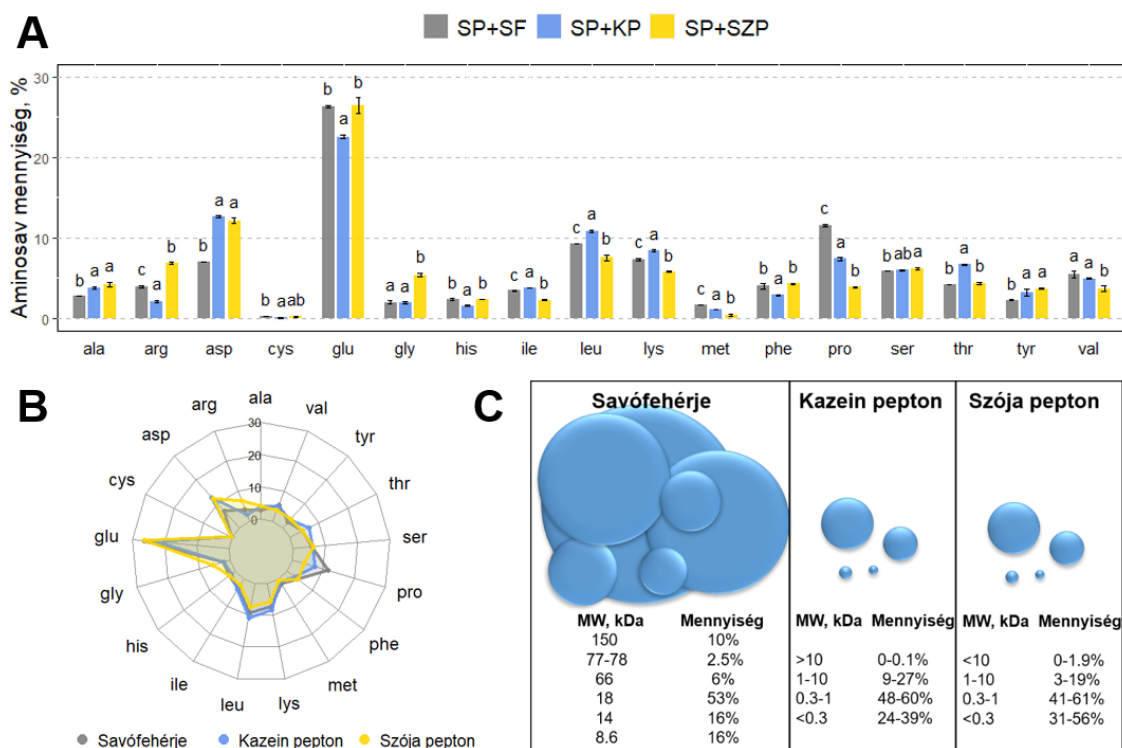 A
SP+SF SP+KP SP+SZP
Aminosav mennyiség, %
30
20
10
0
b a a
c a b
b a a
b a ab
b a b
a a b
b a b
c a b
c a b
c a b
c a b
b a b
c a b
b ab a
b a b
b a a
a a b
ala arg asp cys glu gly his ile leu lys met phe pro ser thr tyr val
B
ala
val
tyr
thr
ser
pro
phe
met
lys
leu
ile
his
gly
glu
cys
asp
arg
30
20
10
0
Savófehérje Kazein pepton Szója pepton
C
Savófehérje
MW, kDa Mennyiség
150 10%
77-78 2.5%
66 6%
18 53%
14 16%
8.6 16%
Kazein pepton
MW, kDa Mennyiség
>10 0-0.1%
1-10 9-27%
0.3-1 48-60%
<0.3 24-39%
Szója pepton
MW, kDa Mennyiség
<10 0-1.9%
1-10 3-19%
0.3-1 41-61%
<0.3 31-56%